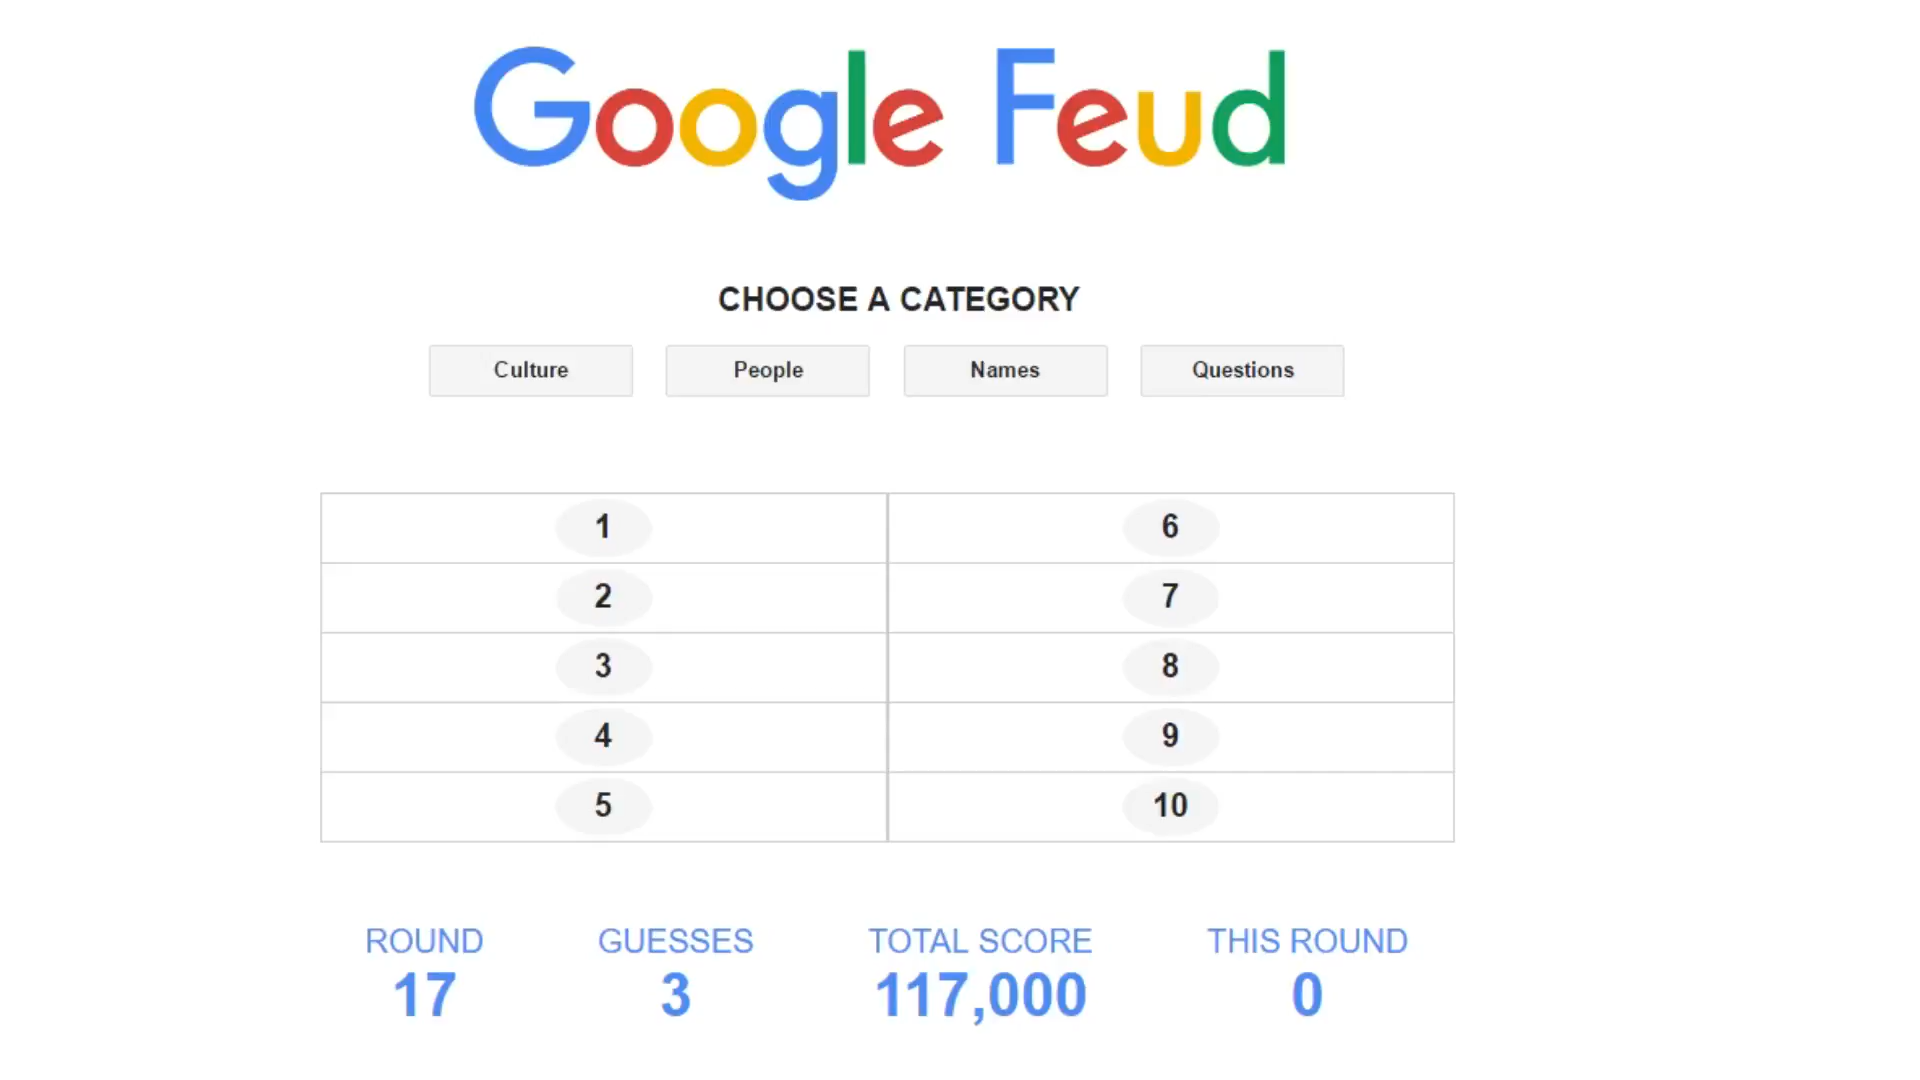 Google Feud
CHOOSE A CATEGORY
Culture People Names Questions
1 6
2 7
3 8
4 9
5 10
ROUND GUESSES TOTAL SCORE THIS ROUND
17 3 117,000 0